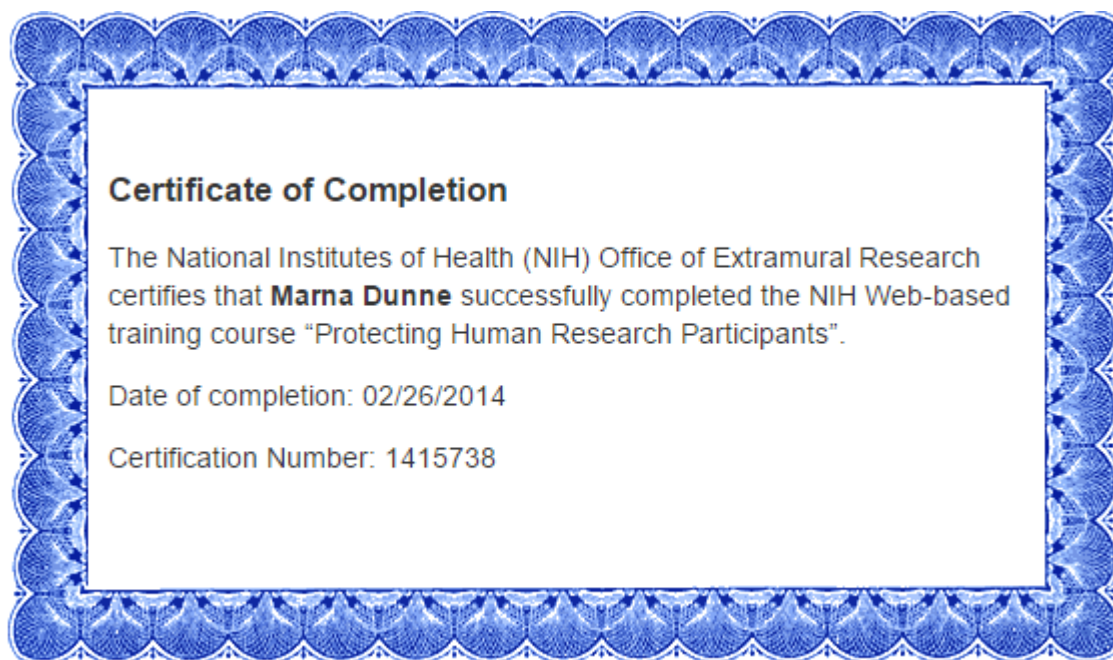 Certificate of Completion
The National Institutes of Health (NIH) Office of Extramural Research
certifies that Marna Dunne successfully completed the NIH Web-based
training course “Protecting Human Research Participants”.
Date of completion: 02/26/2014
Certification Number: 1415738